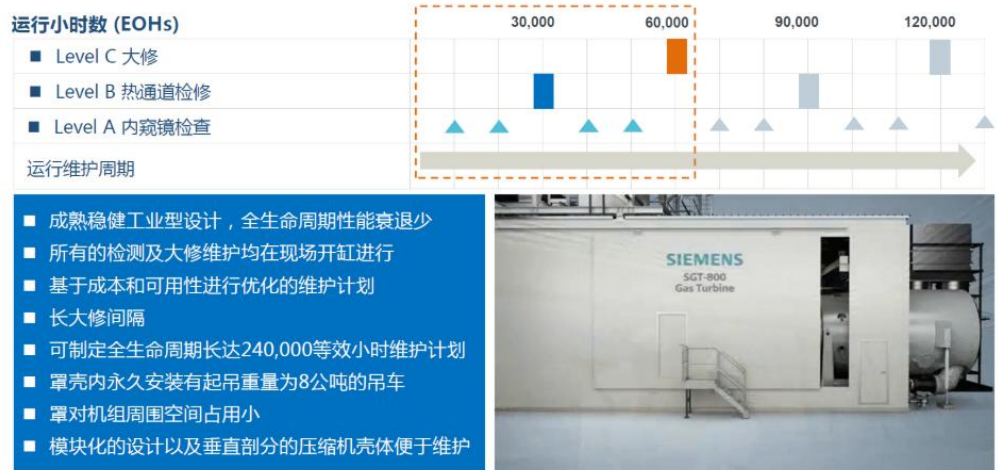 运行小时数 (EOHs)
30,000
60,000
90,000
120,000
Level C 大修
Level B 热通道检修
Level A 内窥镜检查
运行维护周期
成熟稳健工业型设计，全生命周期性能衰退少
所有的检测及大修维护均在现场开缸进行
基于成本和可用性进行优化的维护计划
长大修间隔
可制定全生命周期长达240,000等效小时维护计划
罩壳内永久安装有起吊重量为8公吨的吊车
罩对机组周围空间占用小
模块化的设计以及垂直剖分的压缩机壳体便于维护
SIEMENS
SGT-800
Gas Turbine